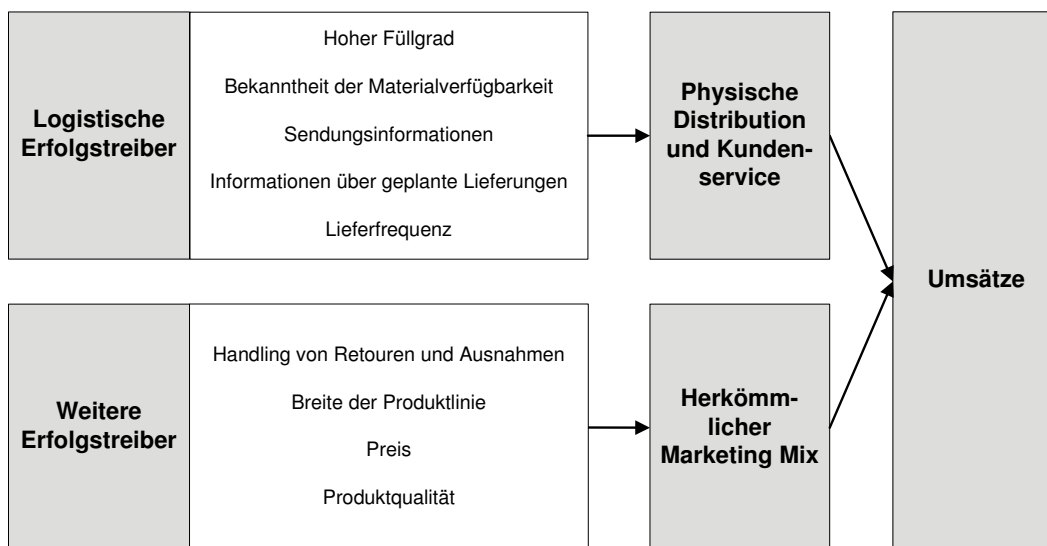 Logistische
Erfolgstreiber
Hoher Füllgrad
Bekanntheit der Materialverfügbarkeit
Sendungsinformationen
Informationen über geplante Lieferungen
Lieferfrequenz
Physische
Distribution
und Kunden-
service
Umsätze
Weitere
Erfolgstreiber
Handling von Retouren und Ausnahmen
Breite der Produktlinie
Preis
Produktqualität
Herkömm-
licher
Marketing Mix